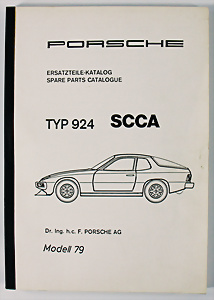 PORSCHE
ERSATZTEILE-KATALOG
SPARE PARTS CATALOGUE
TYP 924 SCCA
Dr. Ing. h.c. F. PORSCHE AG
Modell 79